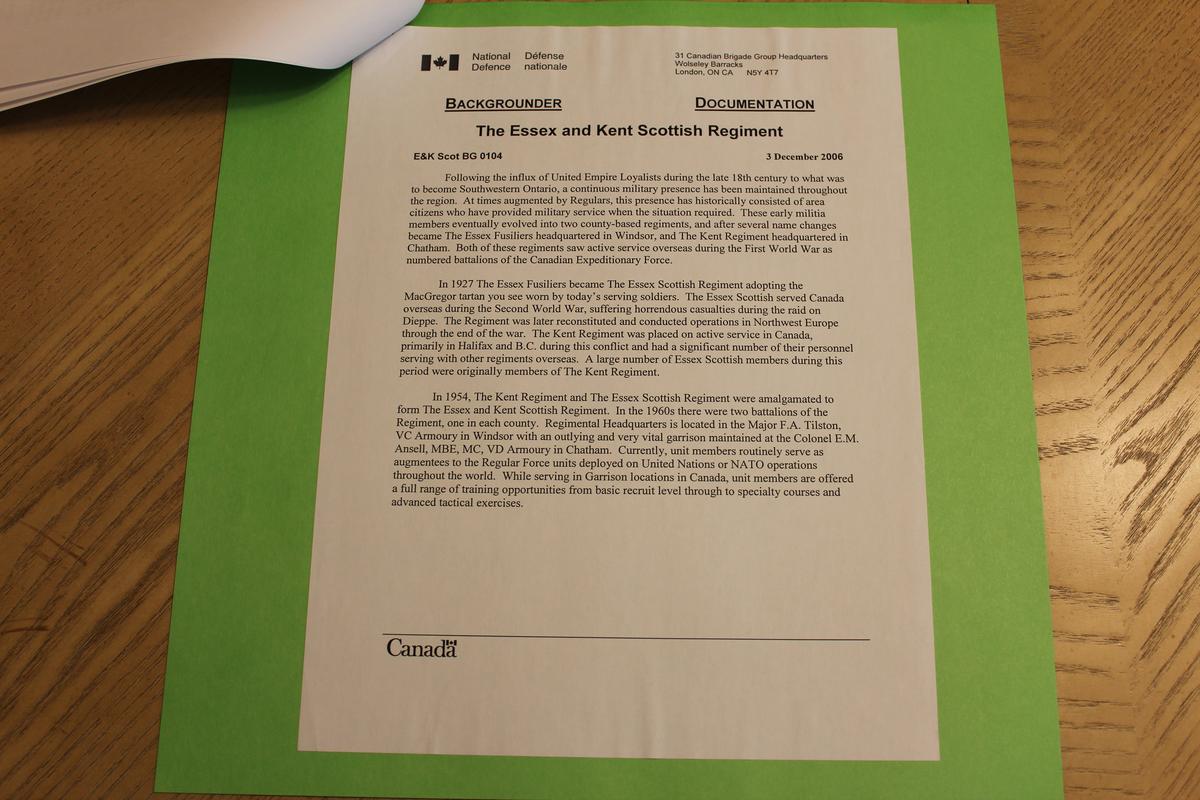 National Défense
Defence nationale
31 Canadian Brigade Group Headquarters
Wolseley Barracks
London, ON CA N5Y 4T7
BACKGROUNDER DOCUMENTATION
The Essex and Kent Scottish Regiment
E&K Scot BG 0104 3 December 2006
Following the influx of United Empire Loyalists during the late 18th century to what was
to become Southwestern Ontario, a continuous military presence has been maintained throughout
the region. At times augmented by Regulars, this presence has historically consisted of area
citizens who have provided military service when the situation required. These early militia
members eventually evolved into two county-based regiments, and after several name changes
became The Essex Fusiliers headquartered in Windsor, and The Kent Regiment headquartered in
Chatham. Both of these regiments saw active service overseas during the First World War as
numbered battalions of the Canadian Expeditionary Force.
In 1927 The Essex Fusiliers became The Essex Scottish Regiment adopting the
MacGregor tartan you see worn by today's serving soldiers. The Essex Scottish served Canada
overseas during the Second World War, suffering horrendous casualties during the raid on
Dieppe. The Regiment was later reconstituted and conducted operations in Northwest Europe
through the end of the war. The Kent Regiment was placed on active service in Canada,
primarily in Halifax and B.C. during this conflict and had a significant number of their personnel
serving with other regiments overseas. A large number of Essex Scottish members during this
period were originally members of The Kent Regiment.
In 1954, The Kent Regiment and The Essex Scottish Regiment were amalgamated to
form The Essex and Kent Scottish Regiment. In the 1960s there were two battalions of the
Regiment, one in each county. Regimental Headquarters is located in the Major F.A. Tilston,
VC Armoury in Windsor with an outlying and very vital garrison maintained at the Colonel E.M.
Ansell, MBE, MC, VD Armoury in Chatham. Currently, unit members routinely serve as
augmentees to the Regular Force units deployed on United Nations or NATO operations
throughout the world. While serving in Garrison locations in Canada, unit members are offered
a full range of training opportunities from basic recruit level through to specialty courses and
advanced tactical exercises.
Canada